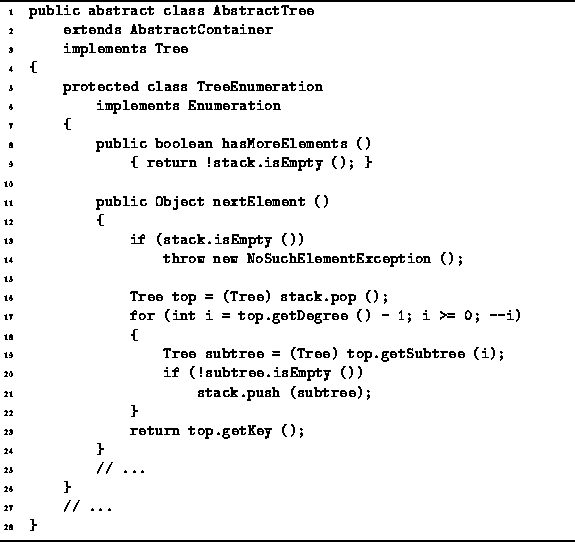 1 public abstract class AbstractTree
2 extends AbstractContainer
3 implements Tree
4 {
5 protected class TreeEnumeration
6 implements Enumeration
7 {
8 public boolean hasMoreElements ()
9 { return !stack.isEmpty (); }
10
11 public Object nextElement ()
12 {
13 if (stack.isEmpty ())
14 throw new NoSuchElementException ();
15
16 Tree top = (Tree) stack.pop ();
17 for (int i = top.getDegree () - 1; i >= 0; --i)
18 {
19 Tree subtree = (Tree) top.getSubtree (i);
20 if (!subtree.isEmpty ())
21 stack.push (subtree);
22 }
23 return top.getKey ();
24 }
25 // ...
26 }
27 // ...
28 }